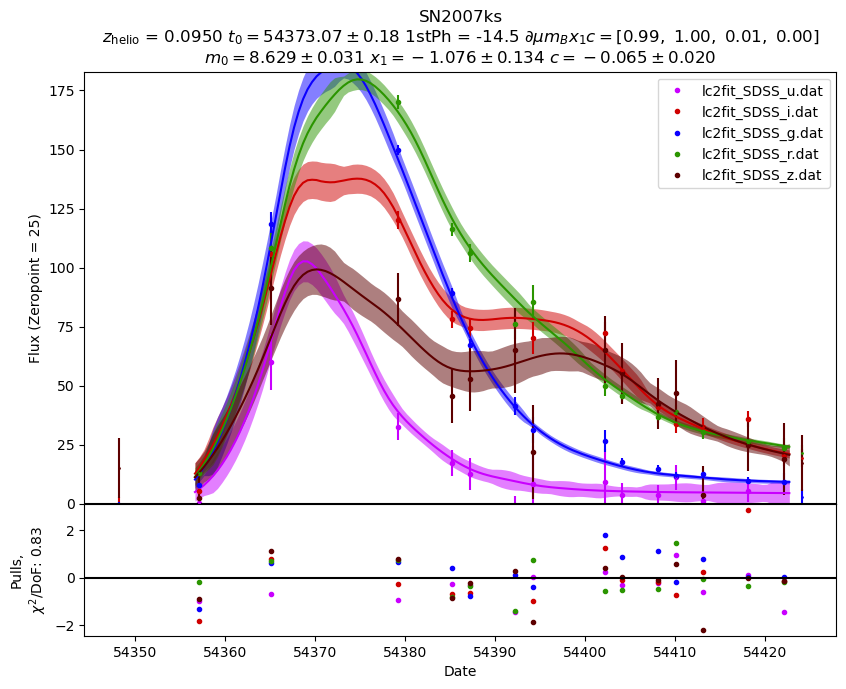 SN2007ks
z_helio = 0.0950 t_0 = 54373.07 ± 0.18 1stPh = -14.5 ∂μm_Bx_1c = [0.99, 1.00, 0.01, 0.00]
m_0 = 8.629 ± 0.031 x_1 = −1.076 ± 0.134 c = −0.065 ± 0.020
lc2fit_SDSS_u.dat
lc2fit_SDSS_i.dat
lc2fit_SDSS_g.dat
lc2fit_SDSS_r.dat
lc2fit_SDSS_z.dat
Flux (Zeropoint = 25)
175
150
125
100
75
50
25
0
Pulls,
χ²/DoF: 0.83
2
0
−2
54350 54360 54370 54380 54390 54400 54410 54420
Date